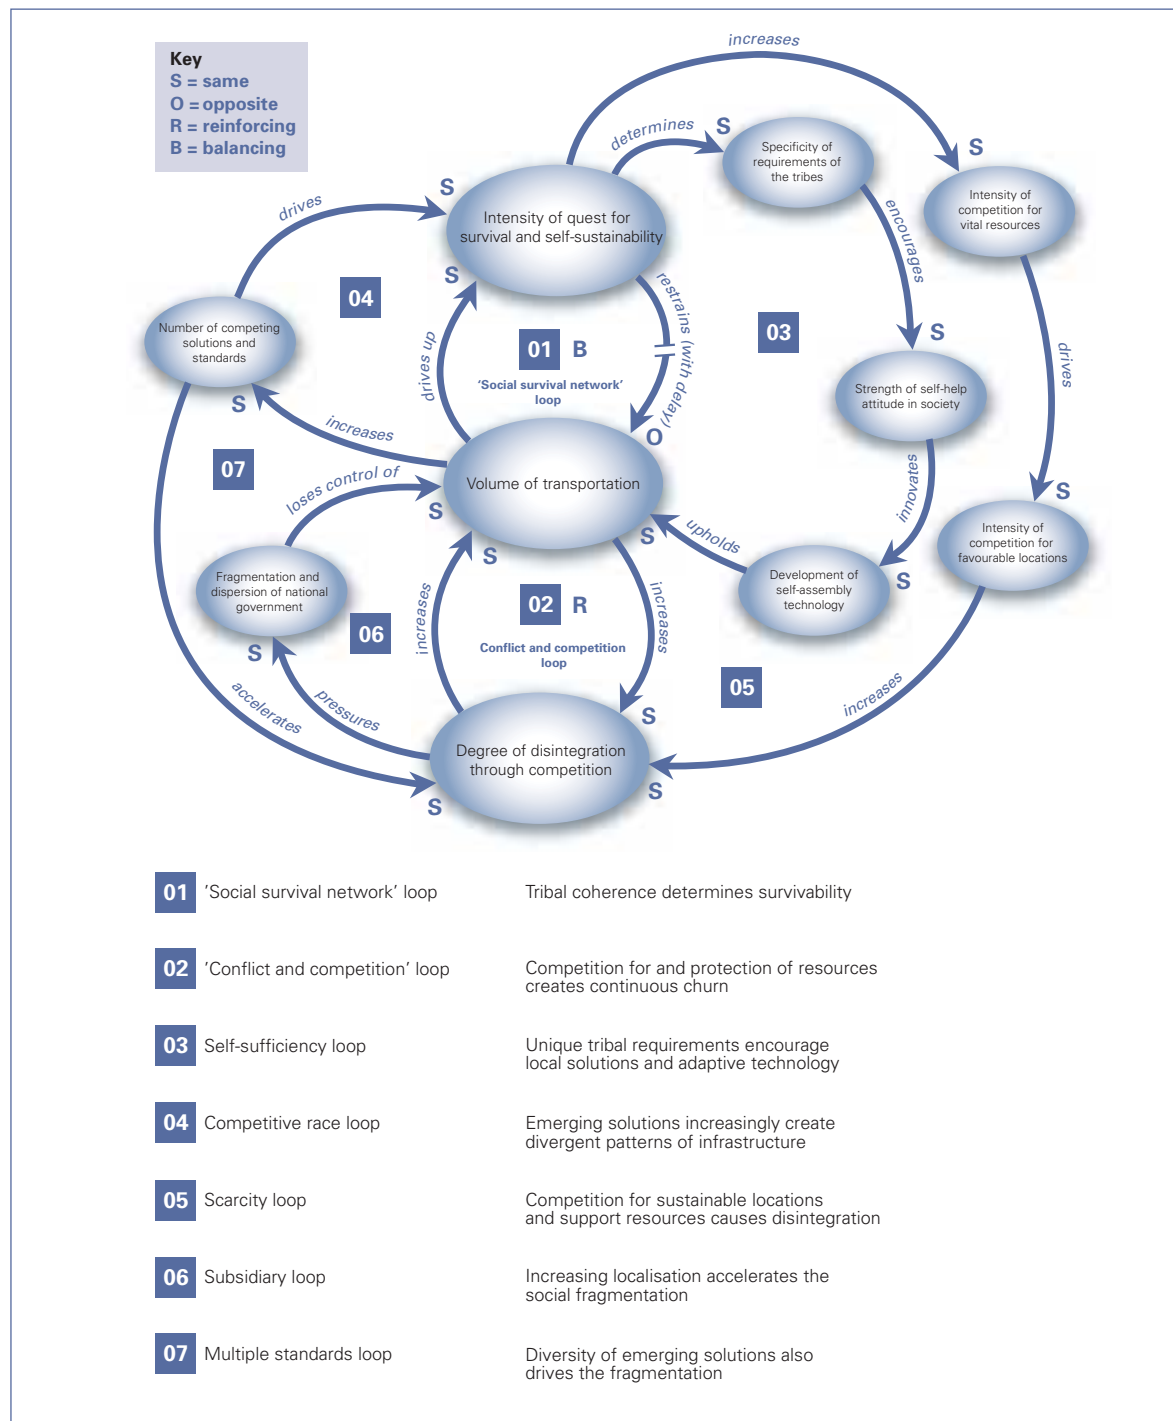 Key
S = same
O = opposite
R = reinforcing
B = balancing
increases
determines
S
Specificity of
requirements of
the tribes
S
Intensity of
competition for
vital resources
drives
S
Intensity of quest for
survival and self-sustainability
S
encourages
restrains (with delay)
04
01 B
'Social survival network'
loop
03
Number of competing
solutions and
standards
drives up
S
drives
Strength of self-help
attitude in society
S
increases
O
07
loses control of
Volume of transportation
S
S
S
upholds
innovates
S
Intensity of
competition for
favourable locations
Fragmentation and
dispersion of national
government
02 R
Development of
self-assembly
technology
S
increases
increases
06
Conflict and competition
loop
S
05
accelerates
pressures
increases
S
Degree of disintegration
through competition
S
S
01 'Social survival network' loop
Tribal coherence determines survivability
02 'Conflict and competition' loop
Competition for and protection of resources
creates continuous churn
03 Self-sufficiency loop
Unique tribal requirements encourage
local solutions and adaptive technology
04 Competitive race loop
Emerging solutions increasingly create
divergent patterns of infrastructure
05 Scarcity loop
Competition for sustainable locations
and support resources causes disintegration
06 Subsidiary loop
Increasing localisation accelerates the
social fragmentation
07 Multiple standards loop
Diversity of emerging solutions also
drives the fragmentation